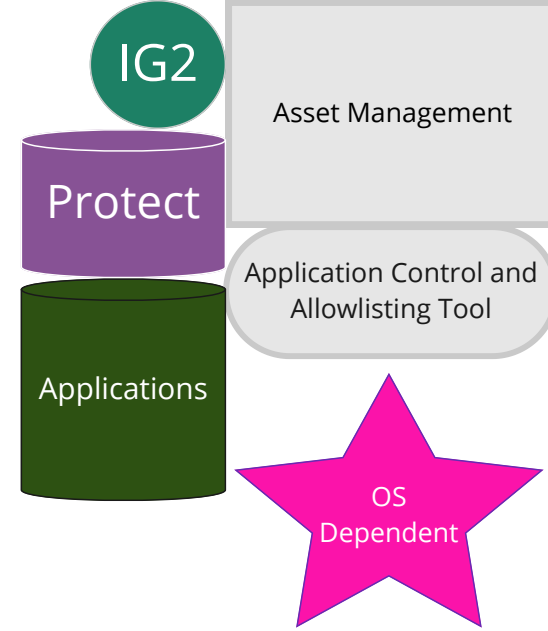 IG2
Asset Management
Protect
Application Control and
Allowlisting Tool
Applications
OS
Dependent